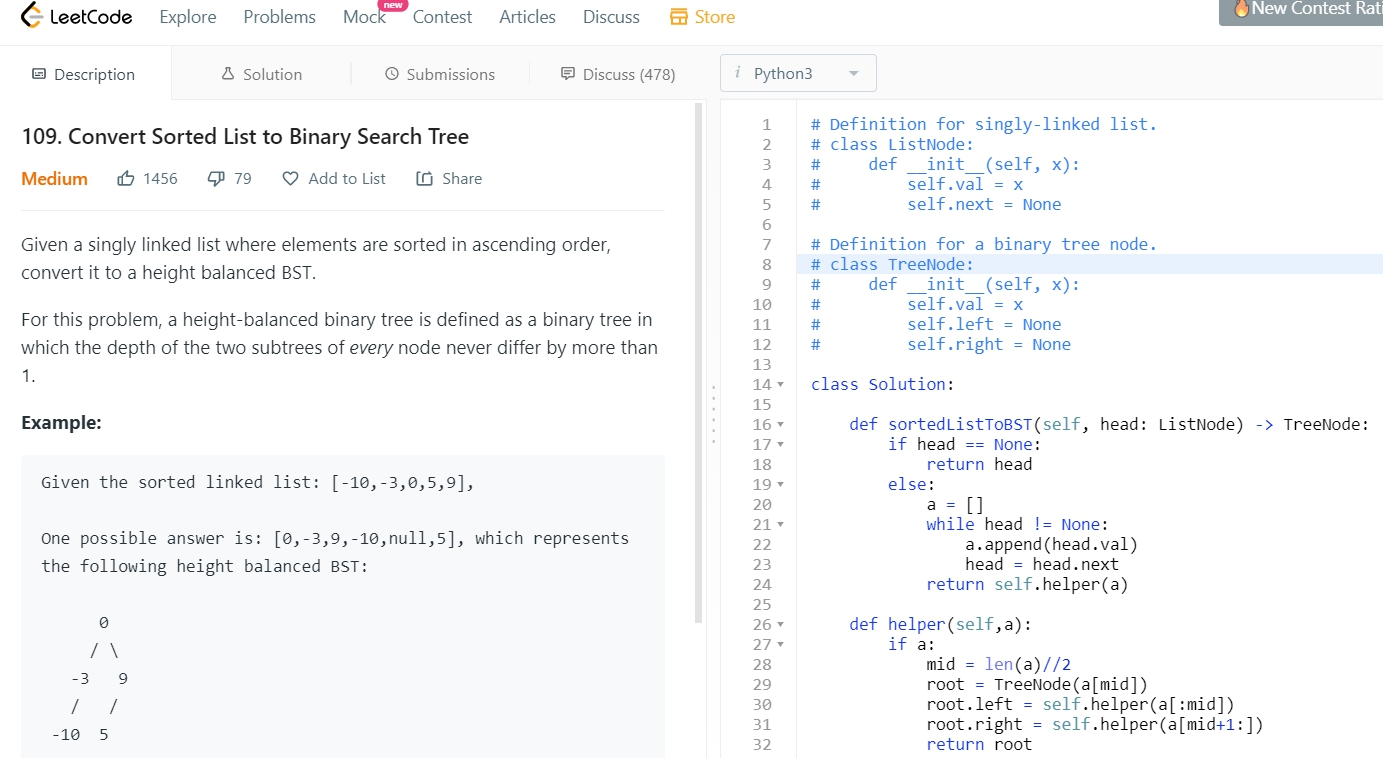 LeetCode Explore Problems Mock new Contest Articles Discuss Store New Contest Rati
Description Solution Submissions Discuss (478) i Python3
109. Convert Sorted List to Binary Search Tree
Medium 1456 79 Add to List Share
Given a singly linked list where elements are sorted in ascending order,
convert it to a height balanced BST.
For this problem, a height-balanced binary tree is defined as a binary tree in
which the depth of the two subtrees of every node never differ by more than
1.
Example:
Given the sorted linked list: [-10,-3,0,5,9],
One possible answer is: [0,-3,9,-10,null,5], which represents
the following height balanced BST:
0
/ \
-3 9
/ /
-10 5
1 # Definition for singly-linked list.
2 # class ListNode:
3 #     def __init__(self, x):
4 #         self.val = x
5 #         self.next = None
6
7 # Definition for a binary tree node.
8 # class TreeNode:
9 #     def __init__(self, x):
10 #         self.val = x
11 #         self.left = None
12 #         self.right = None
13
14 class Solution:
15
16     def sortedListToBST(self, head: ListNode) -> TreeNode:
17         if head == None:
18             return head
19         else:
20             a = []
21             while head != None:
22                 a.append(head.val)
23                 head = head.next
24             return self.helper(a)
25
26     def helper(self,a):
27         if a:
28             mid = len(a)//2
29             root = TreeNode(a[mid])
30             root.left = self.helper(a[:mid])
31             root.right = self.helper(a[mid+1:])
32             return root